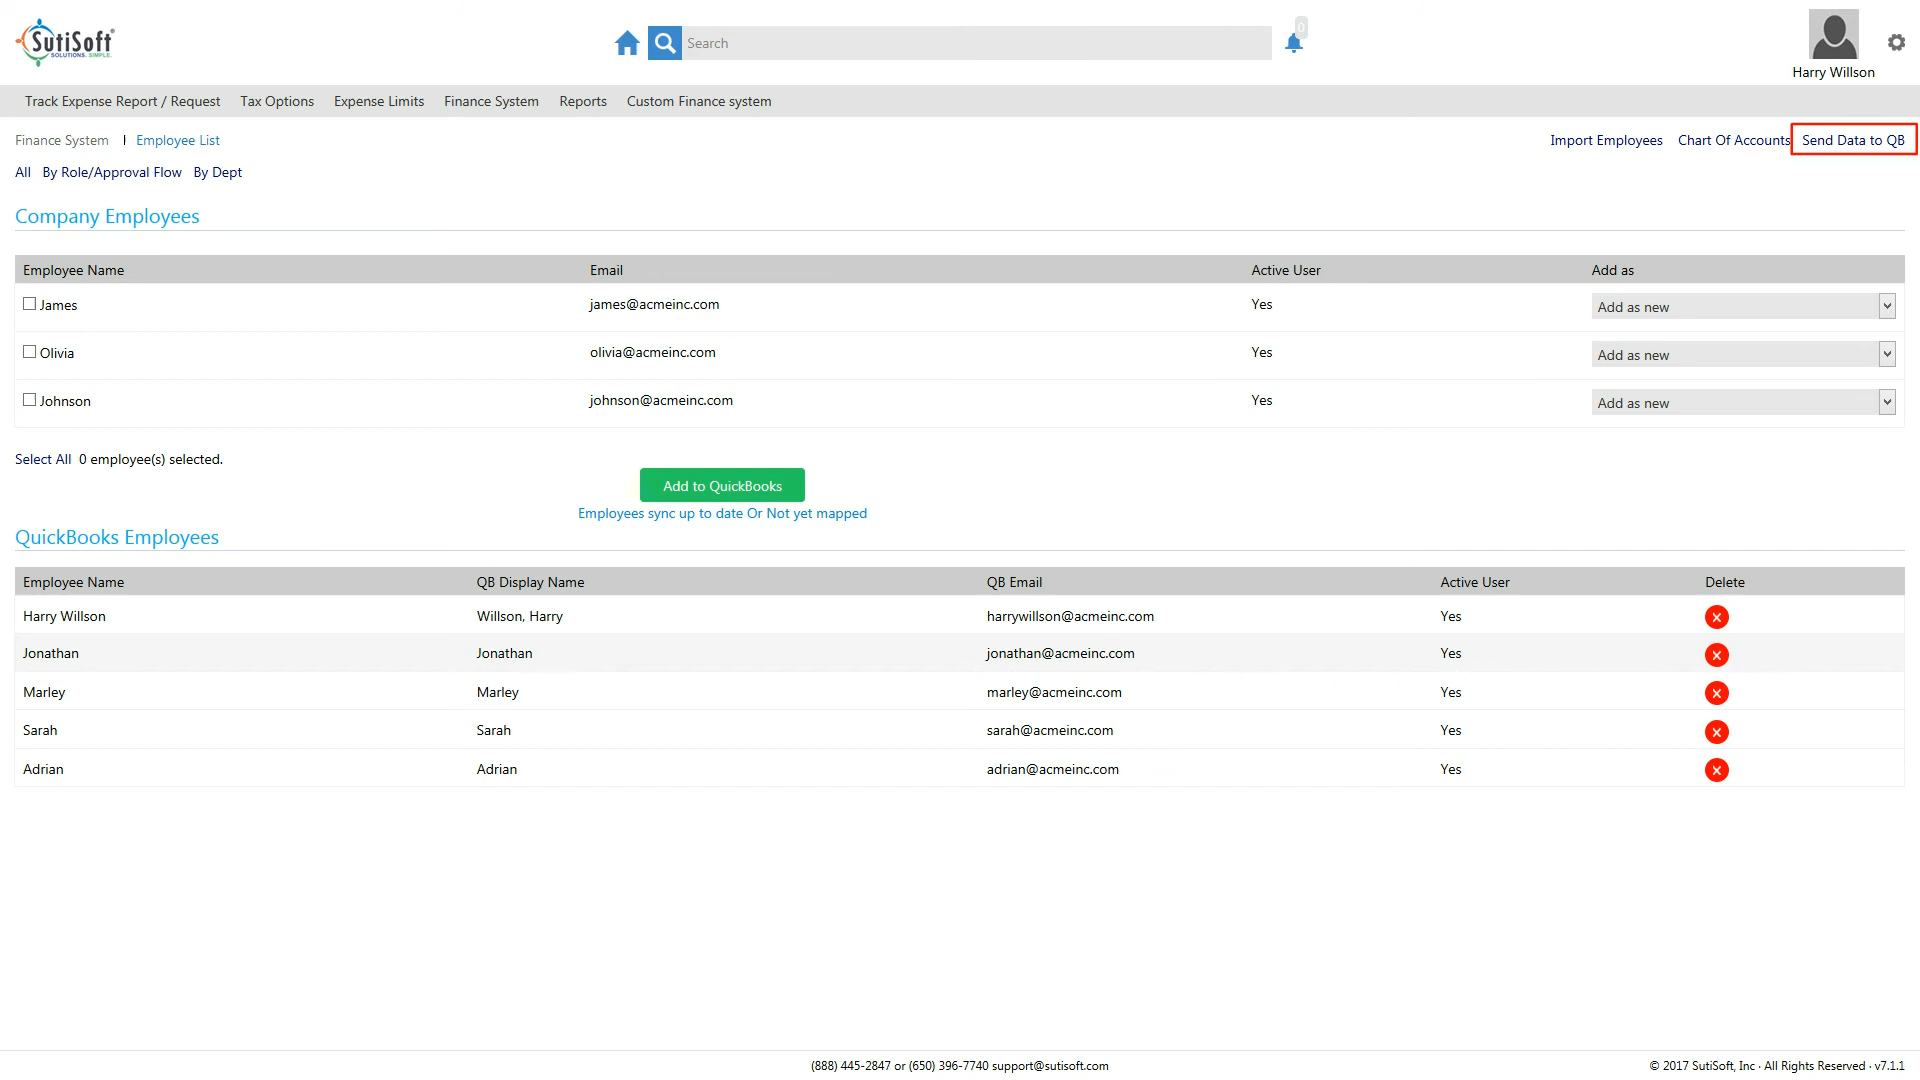 SutiSoft®
SOLUTIONS. SIMPLE.
Search
0
Harry Willson
Track Expense Report / Request Tax Options Expense Limits Finance System Reports Custom Finance system
Finance System | Employee List Import Employees Chart Of Accounts Send Data to QB
All By Role/Approval Flow By Dept
Company Employees
Employee Name Email Active User Add as
James james@acmeinc.com Yes Add as new
Olivia olivia@acmeinc.com Yes Add as new
Johnson johnson@acmeinc.com Yes Add as new
Select All 0 employee(s) selected.
Add to QuickBooks
Employees sync up to date Or Not yet mapped
QuickBooks Employees
Employee Name QB Display Name QB Email Active User Delete
Harry Willson Willson, Harry harrywillson@acmeinc.com Yes
Jonathan Jonathan jonathan@acmeinc.com Yes
Marley Marley marley@acmeinc.com Yes
Sarah Sarah sarah@acmeinc.com Yes
Adrian Adrian adrian@acmeinc.com Yes
(888) 445-2847 or (650) 396-7740 support@sutisoft.com © 2017 SutiSoft, Inc · All Rights Reserved · v7.1.1